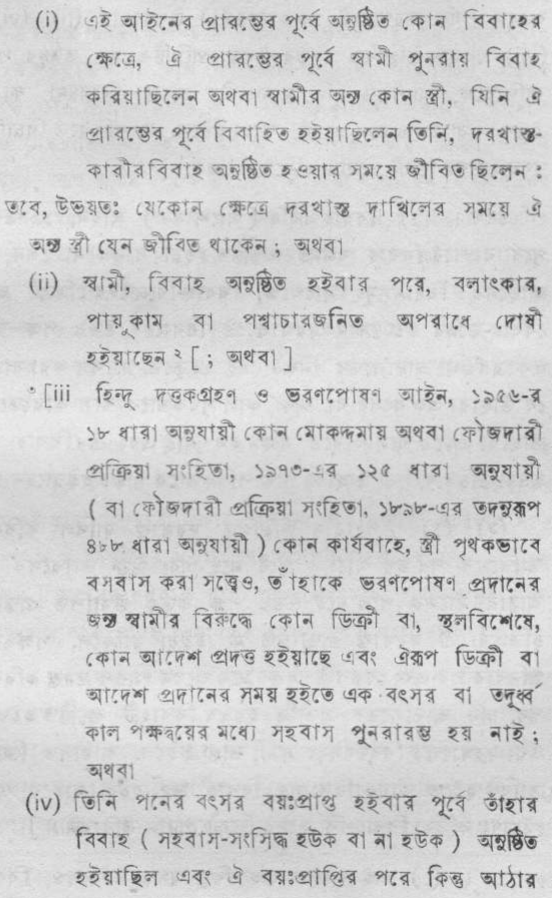 (i) এই আইনের প্রারম্ভের পূর্বে অনুষ্ঠিত কোন বিবাহের
ক্ষেত্রে, ঐ প্রারম্ভের পূর্বে স্বামী পুনরায় বিবাহ
করিয়াছিলেন অথবা স্বামীর অন্য কোন স্ত্রী, যিনি ঐ
প্রারম্ভের পূর্বে বিবাহিত হইয়াছিলেন তিনি, দরখাস্ত-
কারীর বিবাহ অনুষ্ঠিত হওয়ার সময়ে জীবিত ছিলেন :
তবে, উভয়তঃ যেকোন ক্ষেত্রে দরখাস্ত দাখিলের সময়ে ঐ
অন্য স্ত্রী যেন জীবিত থাকেন ; অথবা
(ii) স্বামী, বিবাহ অনুষ্ঠিত হইবার পরে, বলাৎকার,
পায়ুকাম বা পশ্বাচারজনিত অপরাধে দোষী
হইয়াছেন ২ [ ; অথবা ]
[iii হিন্দু দত্তকগ্রহণ ও ভরণপোষণ আইন, ১৯৫৬-র
১৮ ধারা অনুযায়ী কোন মোকদ্দমায় অথবা ফৌজদারী
প্রক্রিয়া সংহিতা, ১৯৭৩-এর ১২৫ ধারা অনুযায়ী
( বা ফৌজদারী প্রক্রিয়া সংহিতা, ১৮৯৮-এর তদনুরূপ
৪৮৮ ধারা অনুযায়ী ) কোন কার্যবাহে, স্ত্রী পৃথকভাবে
বসবাস করা সত্ত্বেও, তাঁহাকে ভরণপোষণ প্রদানের
জন্য স্বামীর বিরুদ্ধে কোন ডিক্রী বা, স্থলবিশেষে,
কোন আদেশ প্রদত্ত হইয়াছে এবং ঐরূপ ডিক্রী বা
আদেশ প্রদানের সময় হইতে এক বৎসর বা তদূর্ধ্ব
কাল পক্ষদ্বয়ের মধ্যে সহবাস পুনরারম্ভ হয় নাই ;
অথবা
(iv) তিনি পনের বৎসর বয়ঃপ্রাপ্ত হইবার পূর্বে তাঁহার
বিবাহ ( সহবাস-সংসিদ্ধ হউক বা না হউক ) অনুষ্ঠিত
হইয়াছিল এবং ঐ বয়ঃপ্রাপ্তির পরে কিন্তু আঠার